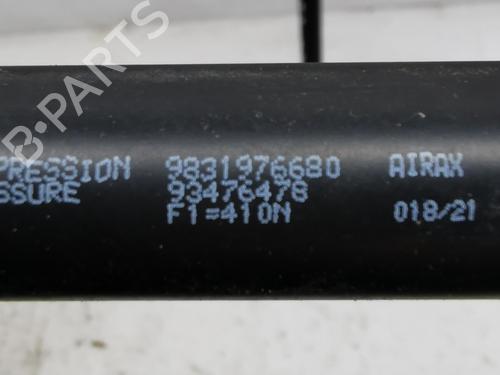 PRESSION 9831976680 AIRAX
SSURE 93476478
F1=410N 018/21
B-PARTS